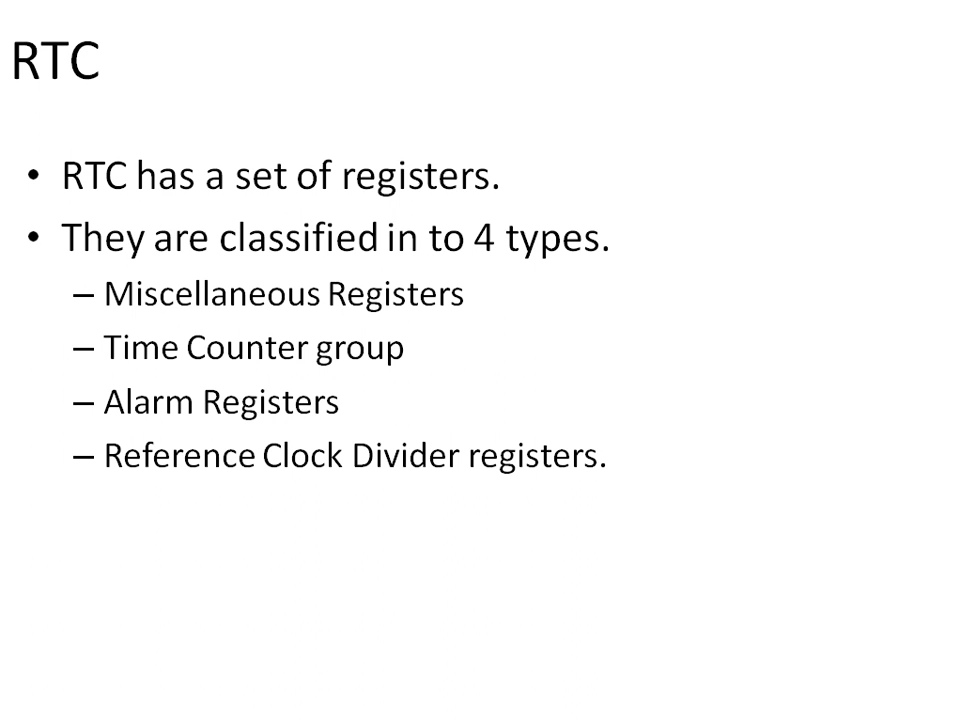 RTC
• RTC has a set of registers.
• They are classified in to 4 types.
– Miscellaneous Registers
– Time Counter group
– Alarm Registers
– Reference Clock Divider registers.